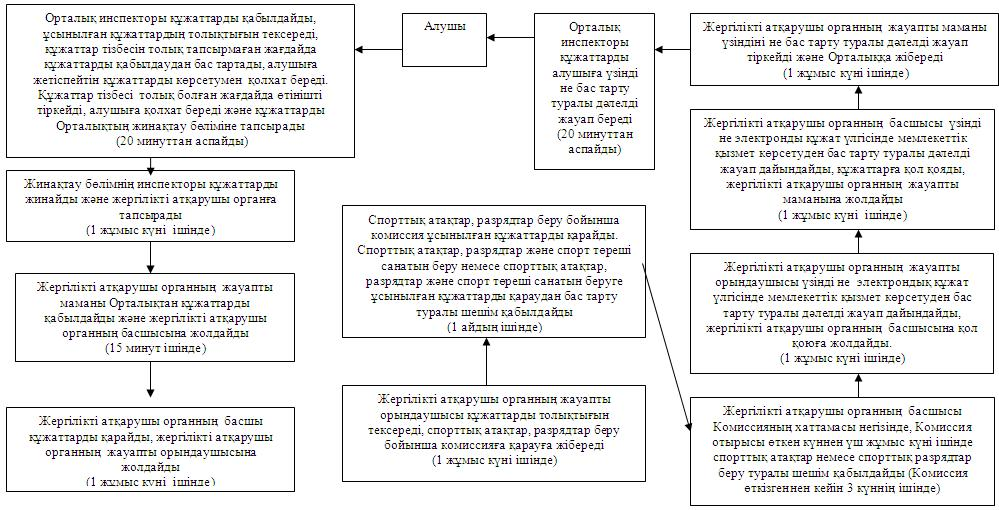 Орталық инспекторы құжаттарды қабылдайды,
ұсынылған құжаттардың толықтығын тексереді,
құжаттар тізбесін толық тапсырмаған жағдайда
құжаттарды қабылдаудан бас тартады, алушыға
жетіспейтін құжаттарды көрсетумен қолхат береді.
Құжаттар тізбесі толық болған жағдайда өтінішті
тіркейді, алушыға қолхат береді және құжаттарды
Орталықтың жинақтау бөліміне тапсырады
(20 минуттан аспайды)
Алушы
Орталық
инспекторы
құжаттарды
алушыға үзінді
не бас тарту
туралы дәлелді
жауап береді
(20 минуттан
аспайды)
Жергілікті атқарушы органның жауапты маманы
үзіндіні не бас тарту туралы дәлелді жауап
тіркейді және Орталыққа жібереді
(1 жұмыс күні ішінде)
Жергілікті атқарушы органның басшысы үзінді
не электронды құжат үлгісінде мемлекеттік
қызмет көрсетуден бас тарту туралы дәлелді
жауап дайындайды, құжаттарға қол қояды,
жергілікті атқарушы органның жауапты
маманына жолдайды
(1 жұмыс күні ішінде)
Жинақтау бөлімнің инспекторы құжаттарды
жинайды және жергілікті атқарушы органға
тапсырады
(1 жұмыс күні ішінде)
Спорттық атақтар, разрядтар беру бойынша
комиссия ұсынылған құжаттарды қарайды.
Спорттық атақтар, разрядтар және спорт төреші
санатын беру немесе спорттық атақтар,
разрядтар және спорт төреші санатын беруге
ұсынылған құжаттарды қараудан бас тарту
туралы шешім қабылдайды
(1 айдың ішінде)
Жергілікті атқарушы органның жауапты
орындаушысы үзінді не электрондық құжат
үлгісінде мемлекеттік қызмет көрсетуден бас
тарту туралы дәлелді жауап дайындайды,
жергілікті атқарушы органның басшысына қол
қоюға жолдайды.
(1 жұмыс күні ішінде)
Жергілікті атқарушы органның жауапты
маманы Орталықтан құжаттарды
қабылдайды және жергілікті атқарушы
органның басшысына жолдайды
(15 минут ішінде)
Жергілікті атқарушы органның жауапты
орындаушысы құжаттарды толықтығын
тексереді, спорттық атақтар, разрядтар беру
бойынша комиссияға қарауға жібереді
(1 жұмыс күні ішінде)
Жергілікті атқарушы органның басшысы
Комиссияның хаттамасы негізінде, Комиссия
отырысы өткен күннен үш жұмыс күні ішінде
спорттық атақтар немесе спорттық разрядтар
беру туралы шешім қабылдайды (Комиссия
өткізгеннен кейін 3 күннің ішінде)
Жергілікті атқарушы органның басшы
құжаттарды қарайды, жергілікті атқарушы
органның жауапты орындаушысына
жолдайды
(1 жұмыс күні ішінде)